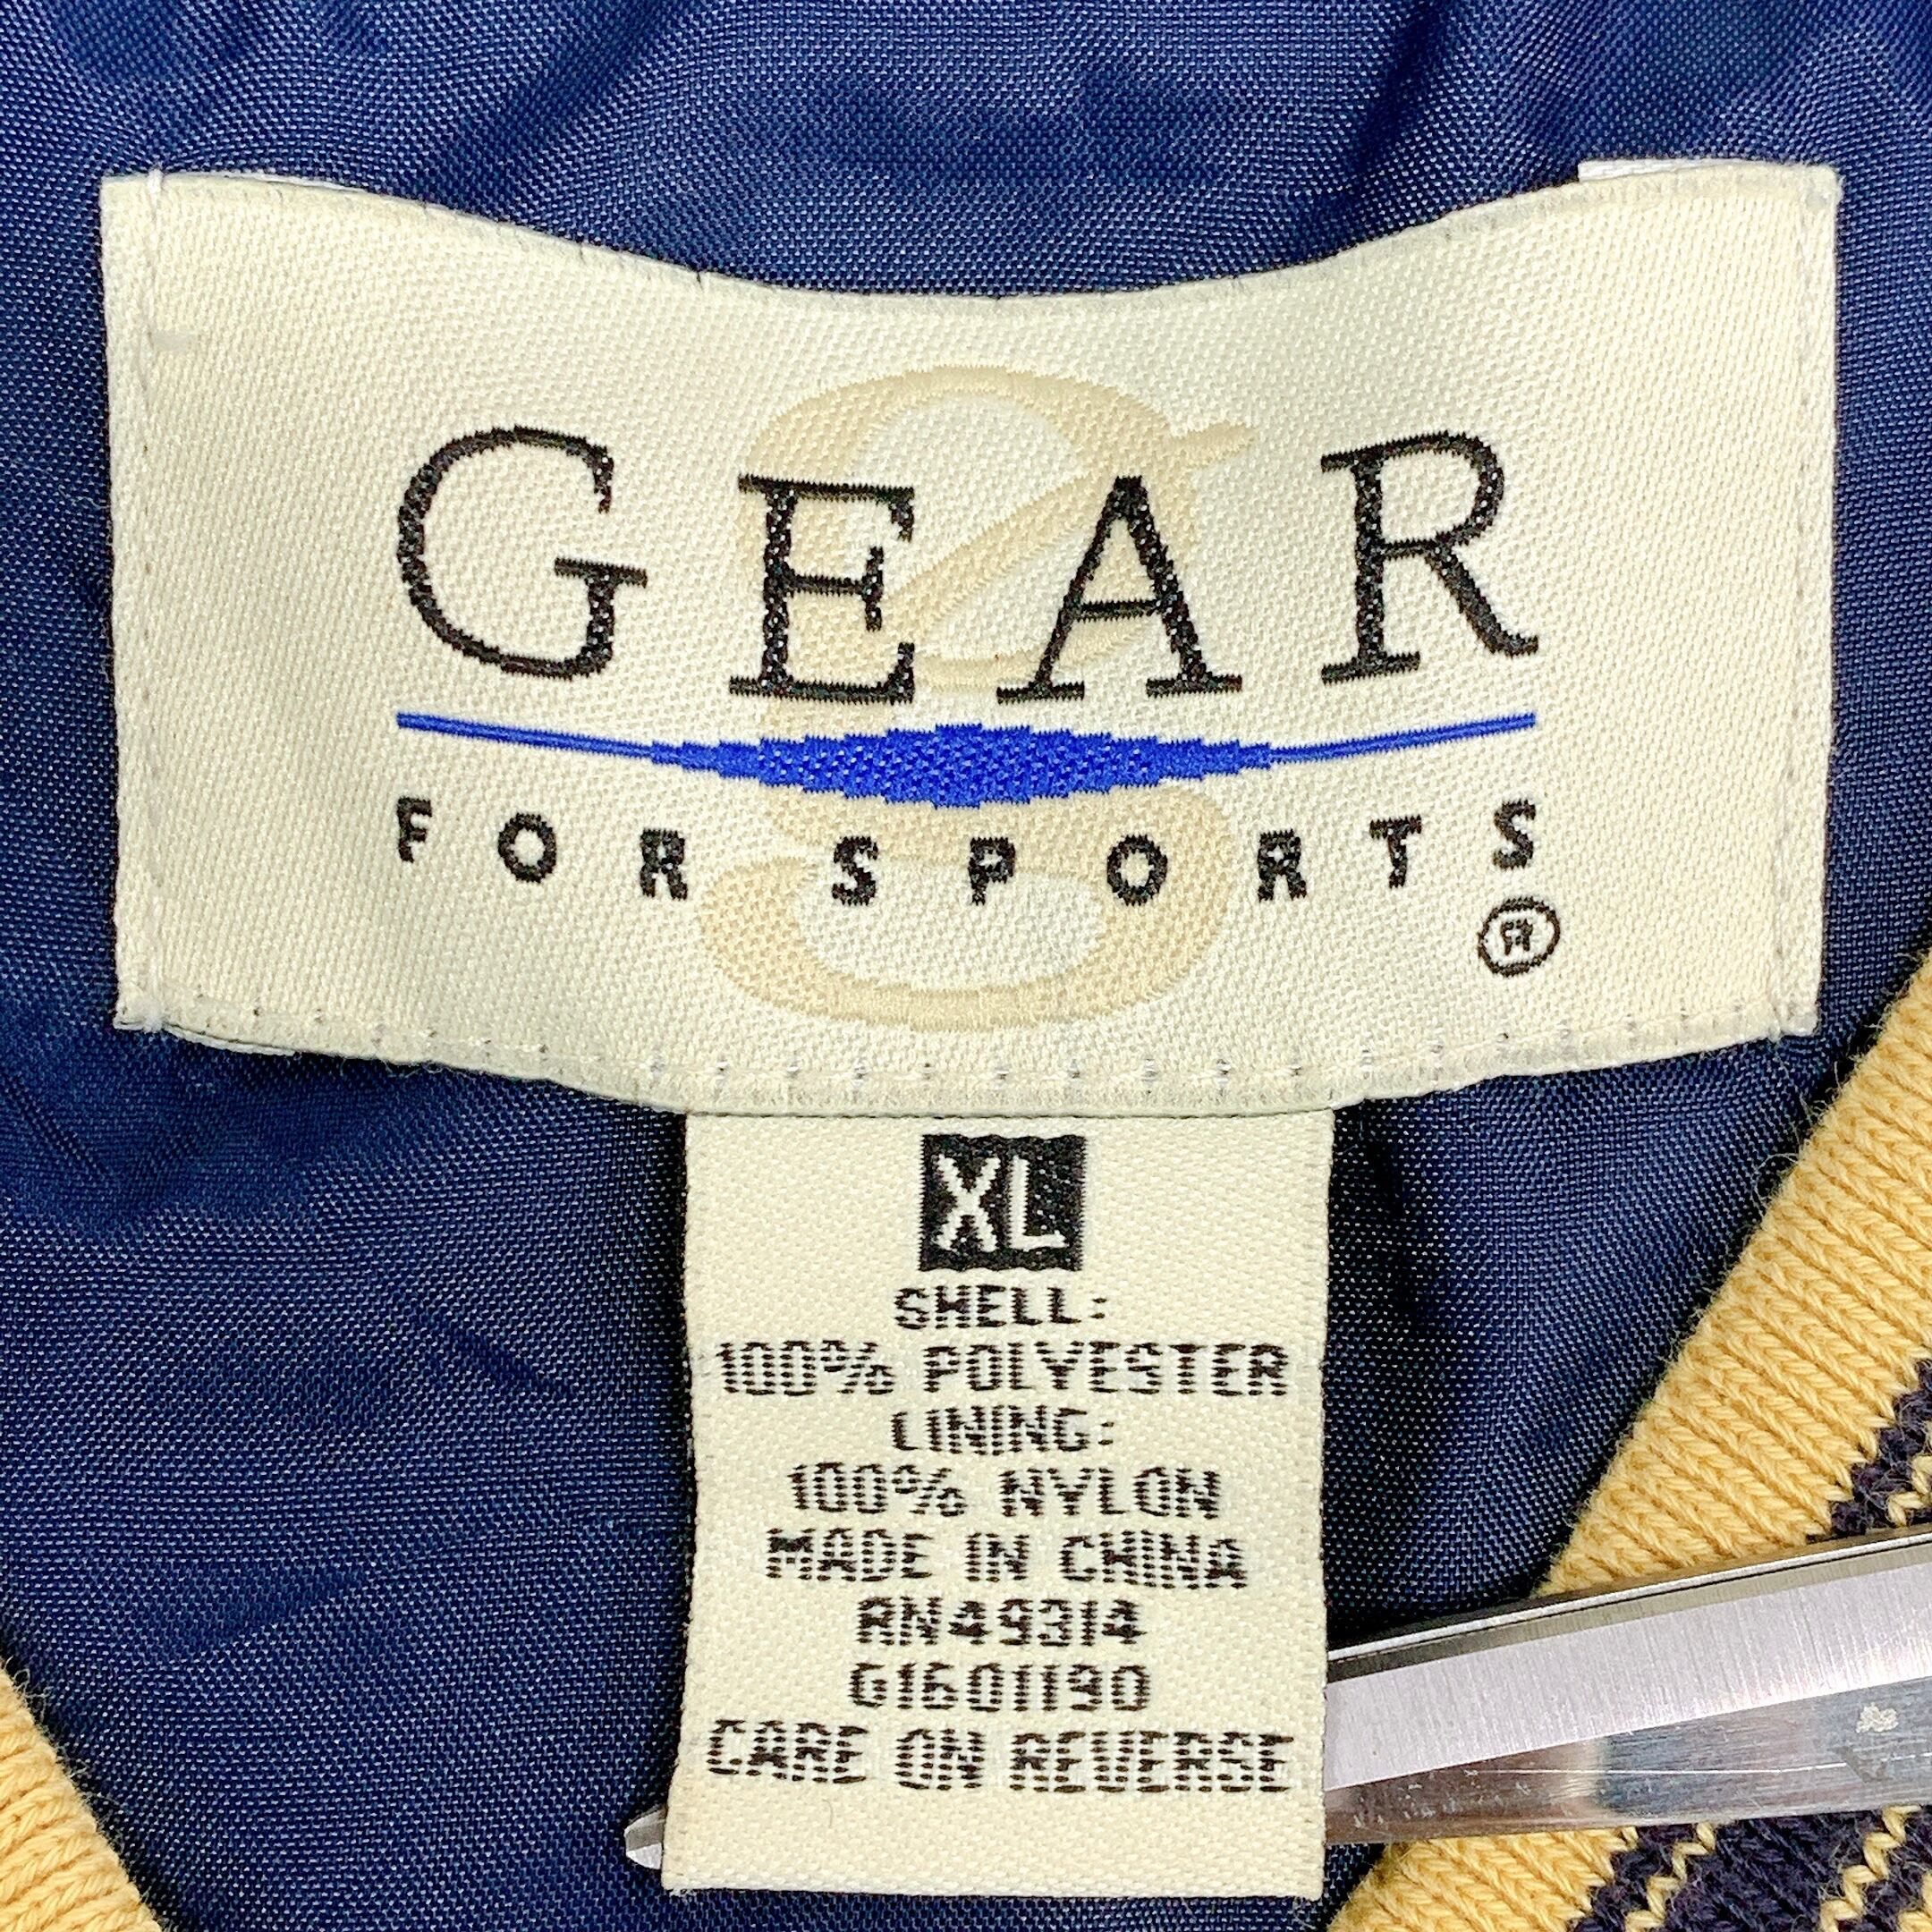 GEAR
FOR SPORTS
®
XL
SHELL:
100% POLYESTER
LINING:
100% NYLON
MADE IN CHINA
RN49314
G1601190
CARE ON REVERSE